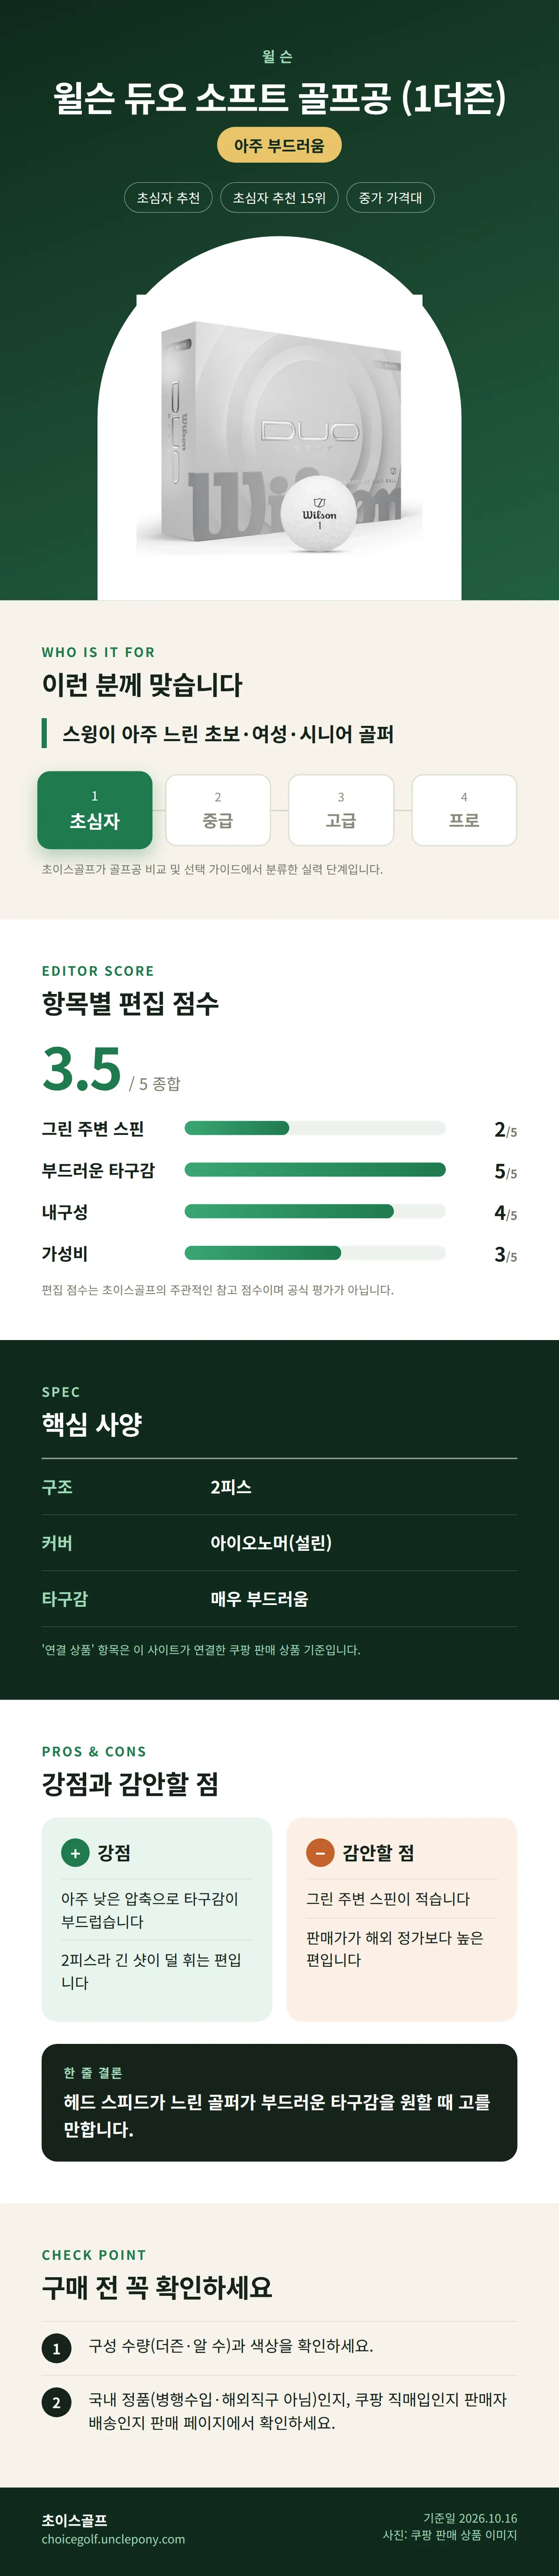 윌슨
윌슨 듀오 소프트 골프공 (1더즌)
아주 부드러움
초심자 추천
초심자 추천 15위
중가 가격대
DUO
Wilson
DUO
Wilson
Wilson
1
WHO IS IT FOR
이런 분께 맞습니다
스윙이 아주 느린 초보·여성·시니어 골퍼
1
초심자
2
중급
3
고급
4
프로
초이스골프가 골프공 비교 및 선택 가이드에서 분류한 실력 단계입니다.
EDITOR SCORE
항목별 편집 점수
3.5 / 5 종합
그린 주변 스핀 2/5
부드러운 타구감 5/5
내구성 4/5
가성비 3/5
편집 점수는 초이스골프의 주관적인 참고 점수이며 공식 평가가 아닙니다.
SPEC
핵심 사양
구조 2피스
커버 아이오노머(설린)
타구감 매우 부드러움
'연결 상품' 항목은 이 사이트가 연결한 쿠팡 판매 상품 기준입니다.
PROS & CONS
강점과 감안할 점
+ 강점
아주 낮은 압축으로 타구감이
부드럽습니다
2피스라 긴 샷이 덜 휘는 편입
니다
− 감안할 점
그린 주변 스핀이 적습니다
판매가가 해외 정가보다 높은
편입니다
한 줄 결론
헤드 스피드가 느린 골퍼가 부드러운 타구감을 원할 때 고를
만합니다.
CHECK POINT
구매 전 꼭 확인하세요
1 구성 수량(더즌·알 수)과 색상을 확인하세요.
2 국내 정품(병행수입·해외직구 아님)인지, 쿠팡 직매입인지 판매자
배송인지 판매 페이지에서 확인하세요.
초이스골프
choicegolf.unclepony.com
기준일 2026.10.16
사진: 쿠팡 판매 상품 이미지